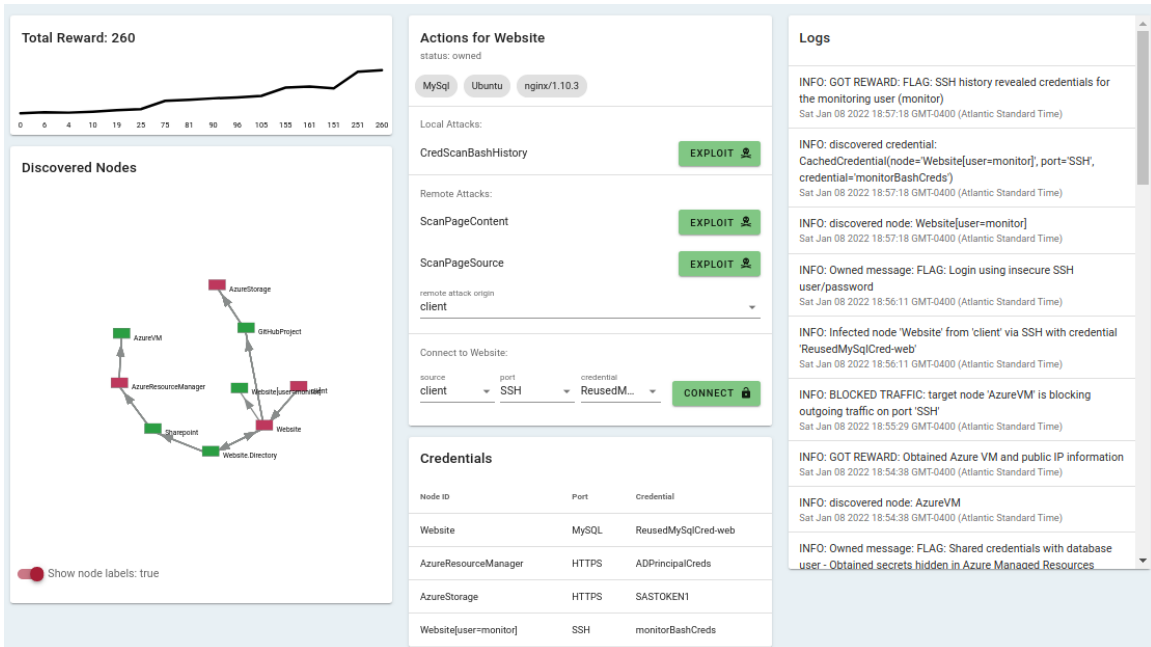 Total Reward: 260
0 6 4 10 19 25 75 81 90 96 105 155 161 151 251 260
Discovered Nodes
AzureStorage
GitHubProject
AzureVM
AzureResourceManager
Website[user=monitor]
client
Sharepoint
Website
Website.Directory
Show node labels: true
Actions for Website
status: owned
MySql Ubuntu nginx/1.10.3
Local Attacks:
CredScanBashHistory EXPLOIT
Remote Attacks:
ScanPageContent EXPLOIT
ScanPageSource EXPLOIT
remote attack origin
client
Connect to Website:
source port credential
client SSH ReusedM... CONNECT
Credentials
Node ID Port Credential
Website MySQL ReusedMySqlCred-web
AzureResourceManager HTTPS ADPrincipalCreds
AzureStorage HTTPS SASTOKEN1
Website[user=monitor] SSH monitorBashCreds
Logs
INFO: GOT REWARD: FLAG: SSH history revealed credentials for
the monitoring user (monitor)
Sat Jan 08 2022 18:57:18 GMT-0400 (Atlantic Standard Time)
INFO: discovered credential:
CachedCredential(node='Website[user=monitor]', port='SSH',
credential='monitorBashCreds')
Sat Jan 08 2022 18:57:18 GMT-0400 (Atlantic Standard Time)
INFO: discovered node: Website[user=monitor]
Sat Jan 08 2022 18:57:18 GMT-0400 (Atlantic Standard Time)
INFO: Owned message: FLAG: Login using insecure SSH
user/password
Sat Jan 08 2022 18:56:11 GMT-0400 (Atlantic Standard Time)
INFO: Infected node 'Website' from 'client' via SSH with credential
'ReusedMySqlCred-web'
Sat Jan 08 2022 18:56:11 GMT-0400 (Atlantic Standard Time)
INFO: BLOCKED TRAFFIC: target node 'AzureVM' is blocking
outgoing traffic on port 'SSH'
Sat Jan 08 2022 18:55:29 GMT-0400 (Atlantic Standard Time)
INFO: GOT REWARD: Obtained Azure VM and public IP information
Sat Jan 08 2022 18:54:38 GMT-0400 (Atlantic Standard Time)
INFO: discovered node: AzureVM
Sat Jan 08 2022 18:54:38 GMT-0400 (Atlantic Standard Time)
INFO: Owned message: FLAG: Shared credentials with database
user - Obtained secrets hidden in Azure Managed Resources